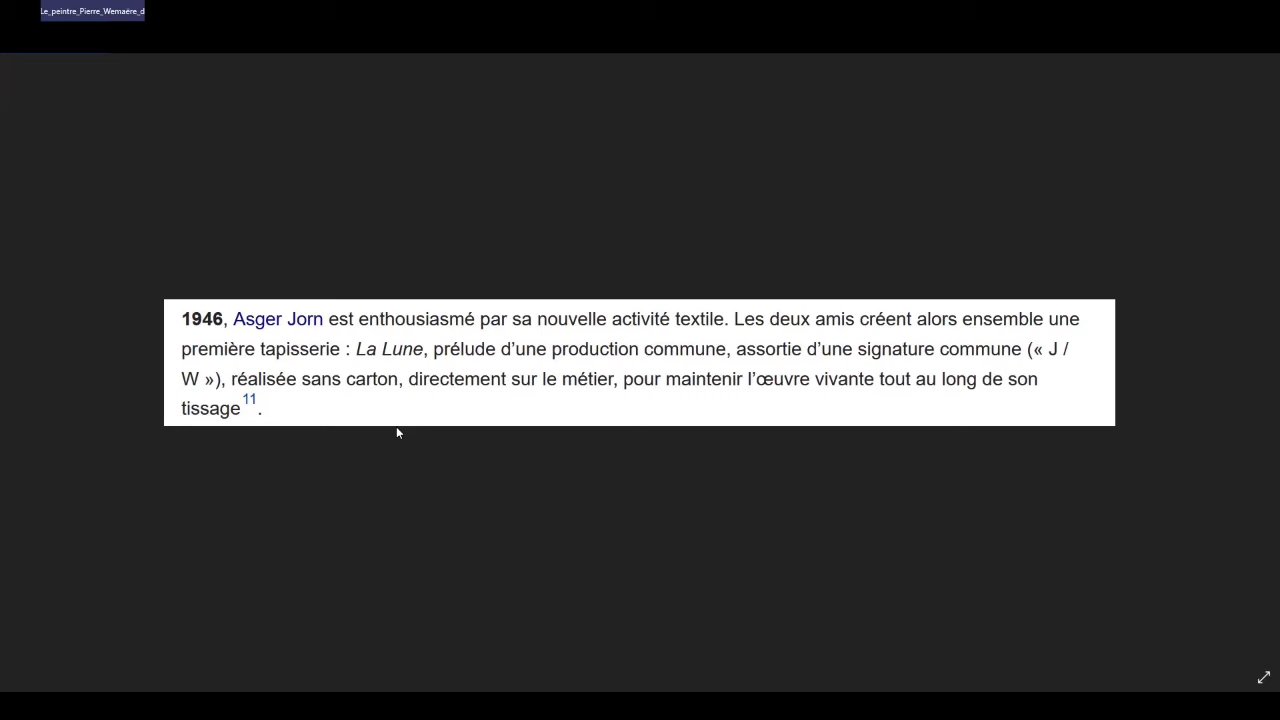 Le_peintre_Pierre_Wemaëre_d
1946, Asger Jorn est enthousiasmé par sa nouvelle activité textile. Les deux amis créent alors ensemble une
première tapisserie : La Lune, prélude d’une production commune, assortie d’une signature commune (« J /
W »), réalisée sans carton, directement sur le métier, pour maintenir l’œuvre vivante tout au long de son
tissage 11.